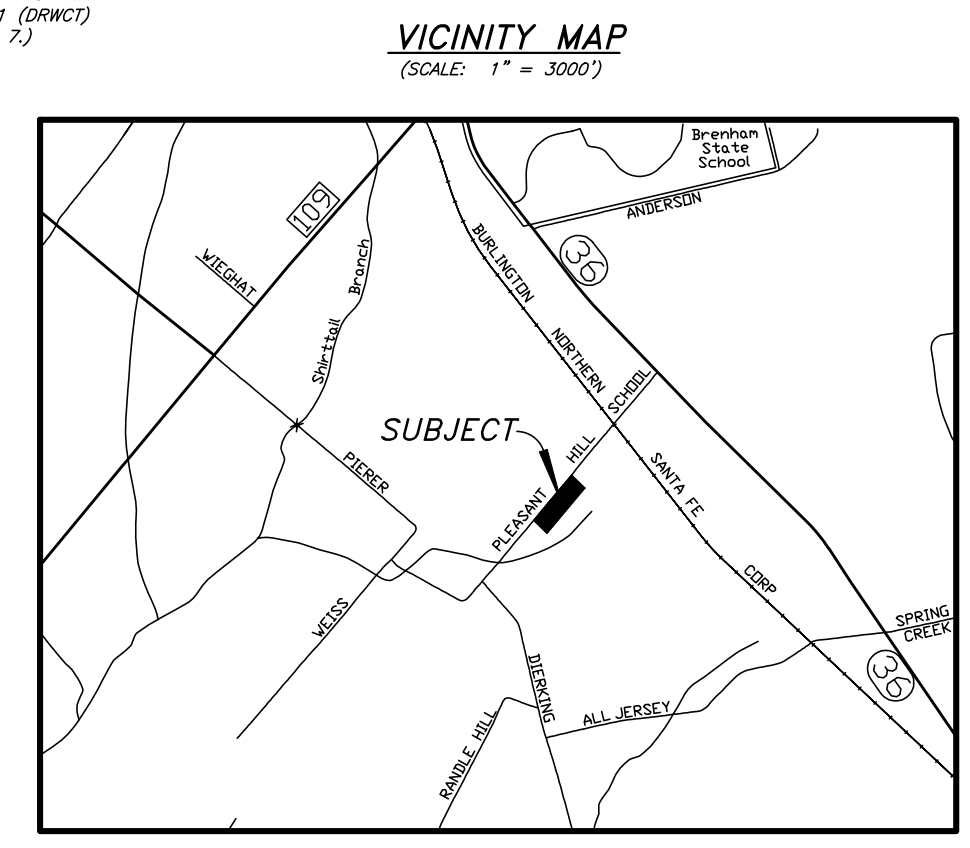 1 (DRWCT)
7.)
VICINITY MAP
(SCALE: 1" = 3000')
Brenham
State
School
ANDERSON
109
36
WIEGHAT
Shirttail Branch
BURLINGTON NORTHERN SANTA FE CORP
SUBJECT
PLEASANT HILL SCHOOL
PIERER
WEISS
DIERKING
SPRING
CREEK
36
ALL JERSEY
RANDLE HILL